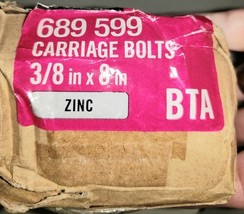 689 599
CARRIAGE BOLTS
3/8 in x 8 in
ZINC
BTA